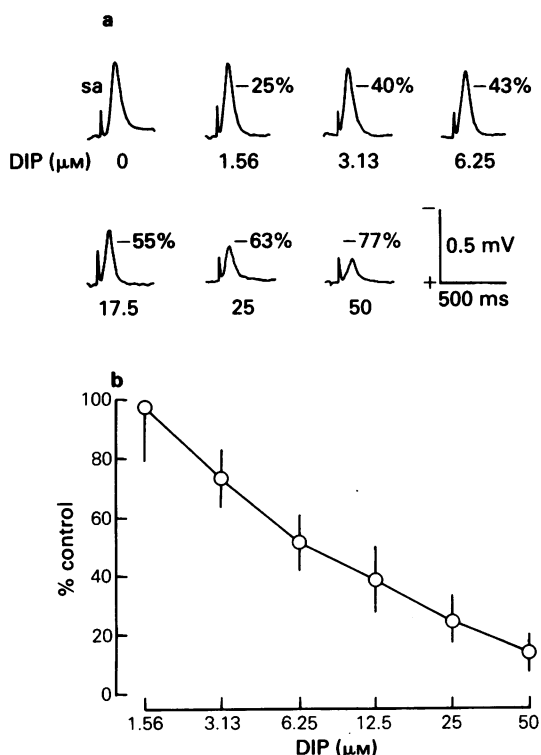 a
sa
−25%
−40%
−43%
DIP (μM) 0 1.56 3.13 6.25
−55%
−63%
−77%
−
0.5 mV
+
500 ms
17.5 25 50
b
100
80
60
40
20
0
% control
1.56 3.13 6.25 12.5 25 50
DIP (μM)